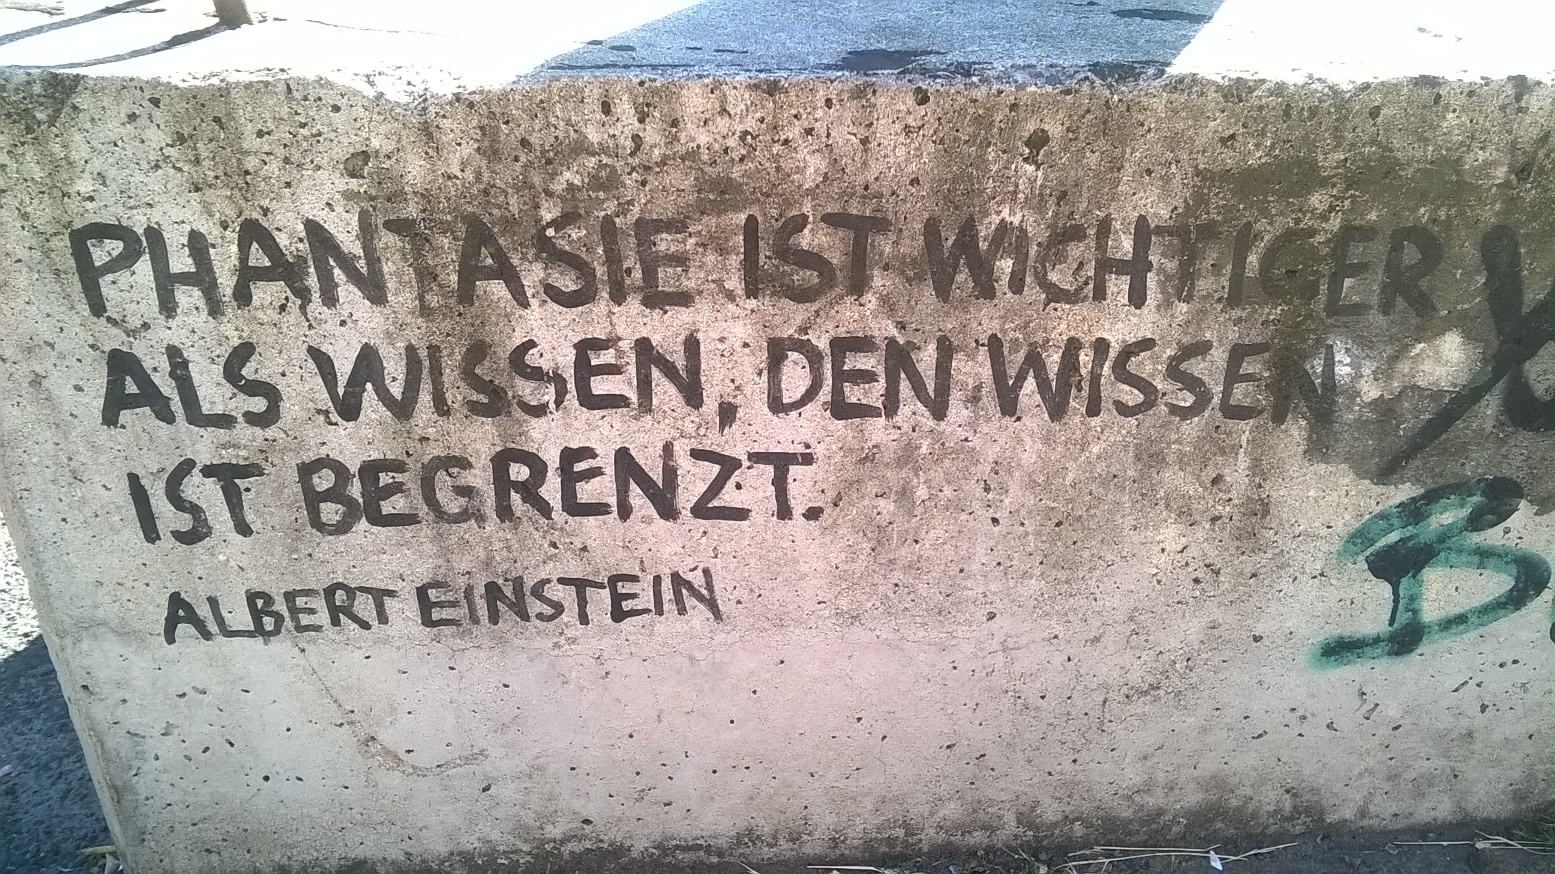 PHANTASIE IST WICHTIGER
ALS WISSEN, DEN WISSEN
IST BEGRENZT.
ALBERT EINSTEIN